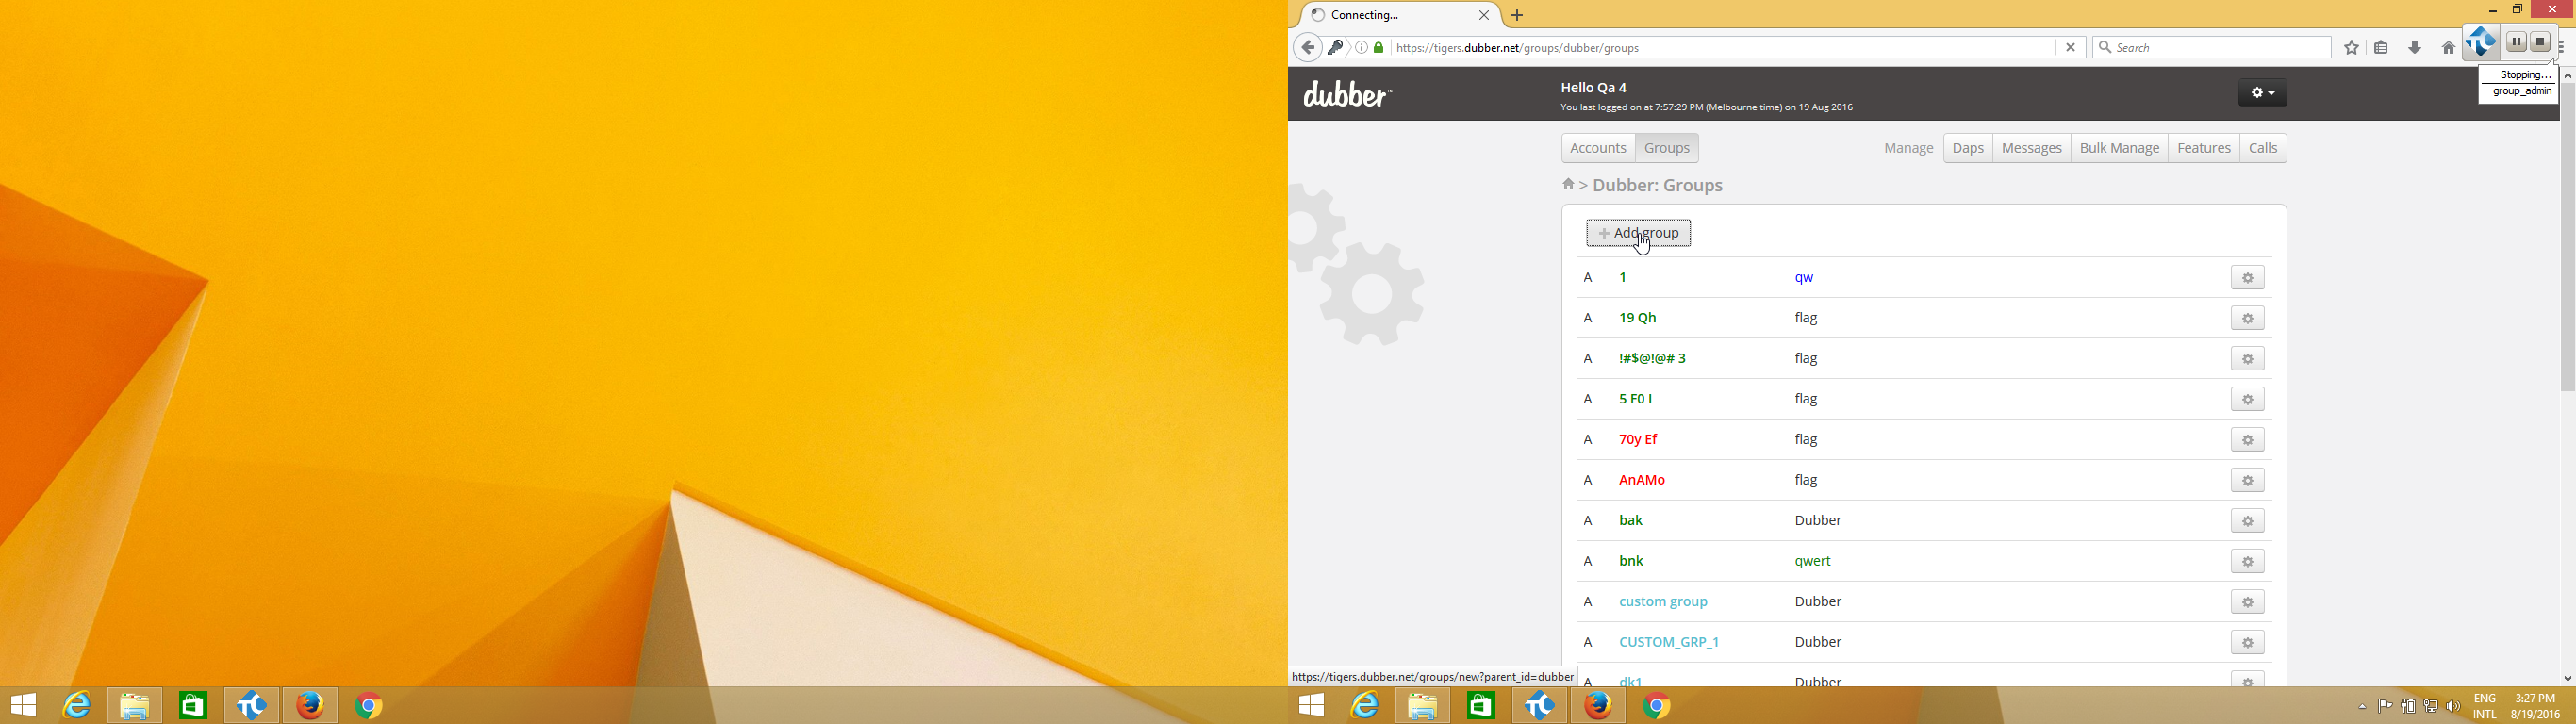 Connecting...
https://tigers.dubber.net/groups/dubber/groups
Search
Stopping...
group_admin
dubber™
Hello Qa 4
You last logged on at 7:57:29 PM (Melbourne time) on 19 Aug 2016
Accounts Groups Manage Daps Messages Bulk Manage Features Calls
> Dubber: Groups
+ Add group
A 1 qw
A 19 Qh flag
A !#$@!@# 3 flag
A 5 F0 I flag
A 70y Ef flag
A AnAMo flag
A bak Dubber
A bnk qwert
A custom group Dubber
A CUSTOM_GRP_1 Dubber
A dk1 Dubber
https://tigers.dubber.net/groups/new?parent_id=dubber
ENG 3:27 PM
INTL 8/19/2016